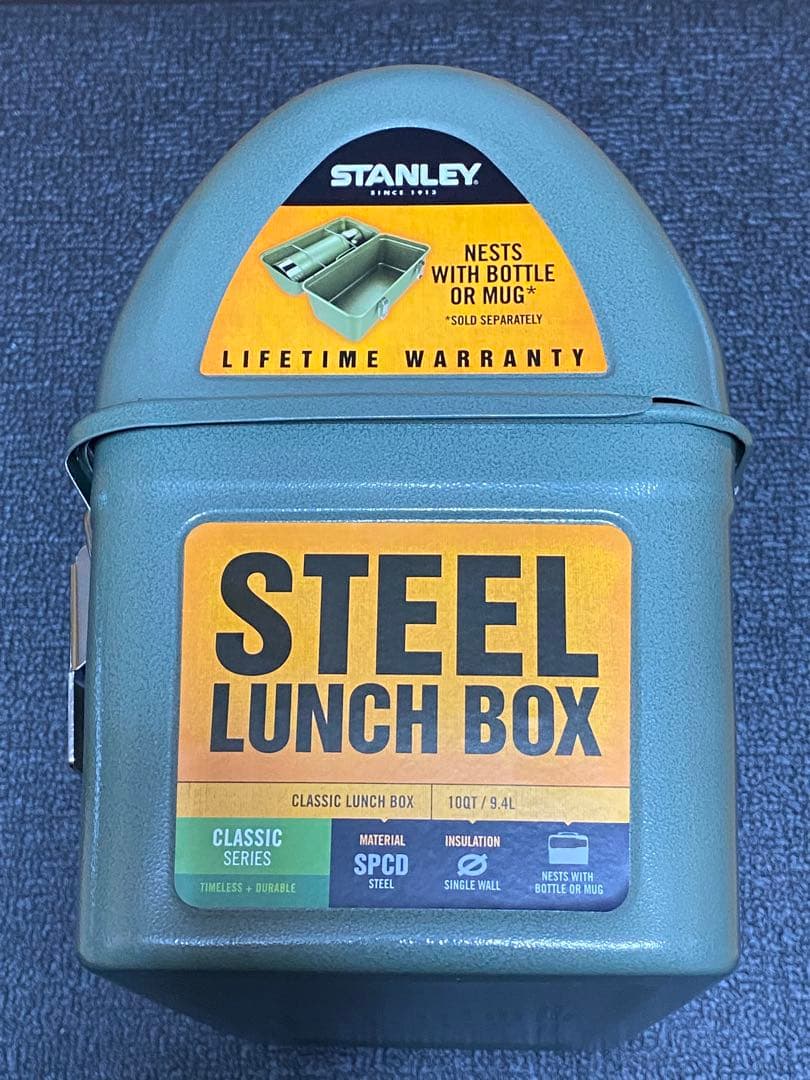 STANLEY
SINCE 1913
NESTS
WITH BOTTLE
OR MUG*
*SOLD SEPARATELY
LIFETIME WARRANTY
STEEL
LUNCH BOX
CLASSIC LUNCH BOX 10QT / 9.4L
CLASSIC
SERIES
TIMELESS + DURABLE
MATERIAL
SPCD
STEEL
INSULATION
SINGLE WALL
NESTS WITH
BOTTLE OR MUG